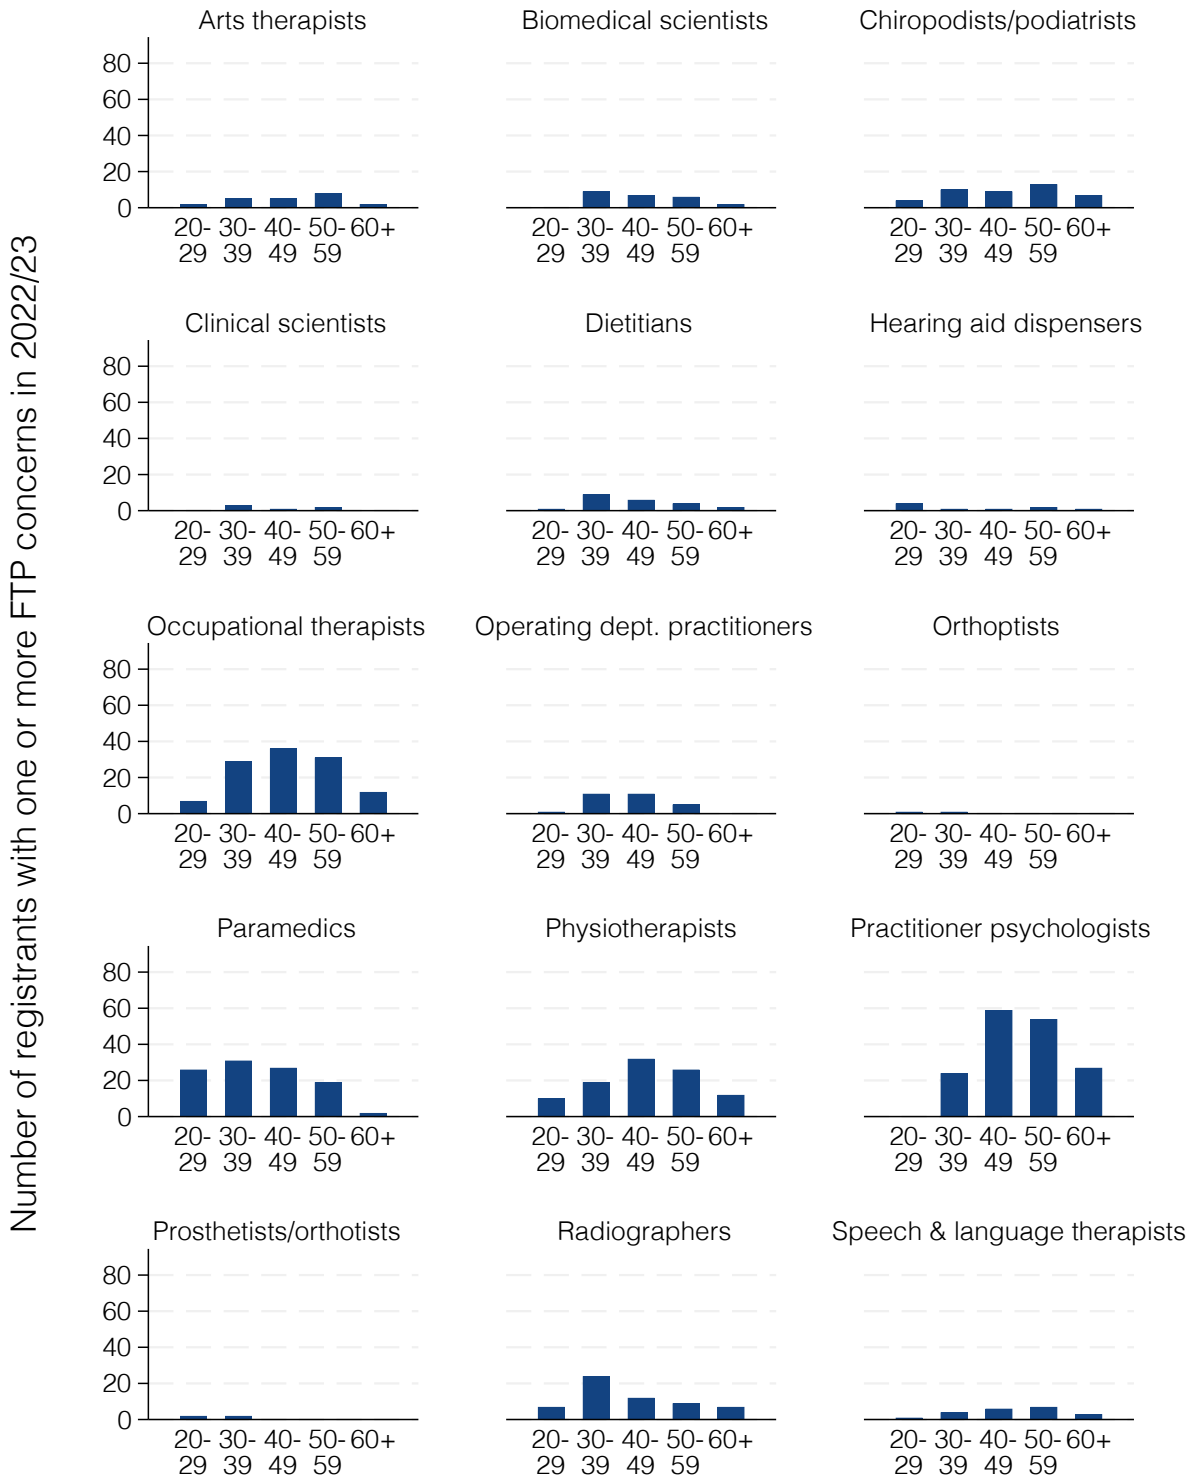 Number of registrants with one or more FTP concerns in 2022/23
Arts therapists
80
60
40
20
0
20- 30- 40- 50- 60+
29 39 49 59
Biomedical scientists
20- 30- 40- 50- 60+
29 39 49 59
Chiropodists/podiatrists
20- 30- 40- 50- 60+
29 39 49 59
Clinical scientists
80
60
40
20
0
20- 30- 40- 50- 60+
29 39 49 59
Dietitians
20- 30- 40- 50- 60+
29 39 49 59
Hearing aid dispensers
20- 30- 40- 50- 60+
29 39 49 59
Occupational therapists
80
60
40
20
0
20- 30- 40- 50- 60+
29 39 49 59
Operating dept. practitioners
20- 30- 40- 50- 60+
29 39 49 59
Orthoptists
20- 30- 40- 50- 60+
29 39 49 59
Paramedics
80
60
40
20
0
20- 30- 40- 50- 60+
29 39 49 59
Physiotherapists
20- 30- 40- 50- 60+
29 39 49 59
Practitioner psychologists
20- 30- 40- 50- 60+
29 39 49 59
Prosthetists/orthotists
80
60
40
20
0
20- 30- 40- 50- 60+
29 39 49 59
Radiographers
20- 30- 40- 50- 60+
29 39 49 59
Speech & language therapists
20- 30- 40- 50- 60+
29 39 49 59